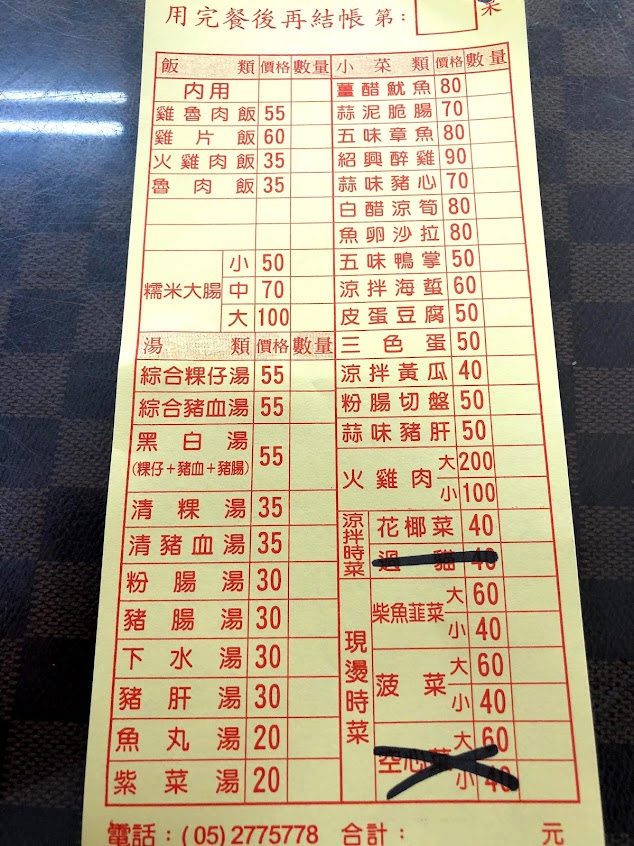 用完餐後再結帳 第：
飯類 價格 數量
內用
雞魯肉飯 55
雞片飯 60
火雞肉飯 35
魯肉飯 35
糯米大腸
小 50
中 70
大 100
湯類 價格 數量
綜合粿仔湯 55
綜合豬血湯 55
黑白湯 55
(粿仔+豬血+豬腸)
清粿湯 35
清豬血湯 35
粉腸湯 30
豬腸湯 30
下水湯 30
豬肝湯 30
魚丸湯 20
紫菜湯 20
小菜類 價格 數量
薑醋魷魚 80
蒜泥脆腸 70
五味章魚 80
紹興醉雞 90
蒜味豬心 70
白醋涼筍 80
魚卵沙拉 80
五味鴨掌 50
涼拌海蜇 60
皮蛋豆腐 50
三色蛋 50
涼拌黃瓜 40
粉腸切盤 50
蒜味豬肝 50
火雞肉
大 200
小 100
涼拌時菜
花椰菜 40
過貓 40
現燙時菜
柴魚韮菜
大 60
小 40
菠菜
大 60
小 40
空心菜
大 60
小 40
電話：(05)2775778 合計： 元